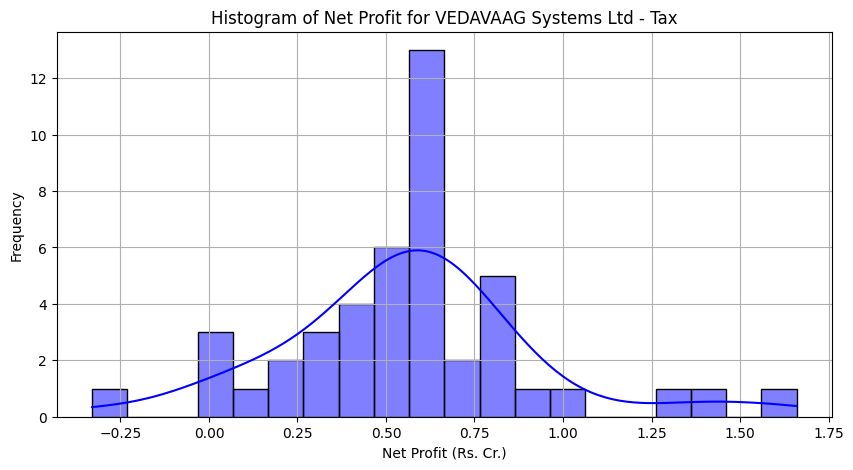 Histogram of Net Profit for VEDAVAAG Systems Ltd - Tax
Frequency
12
10
8
6
4
2
0
−0.25 0.00 0.25 0.50 0.75 1.00 1.25 1.50 1.75
Net Profit (Rs. Cr.)